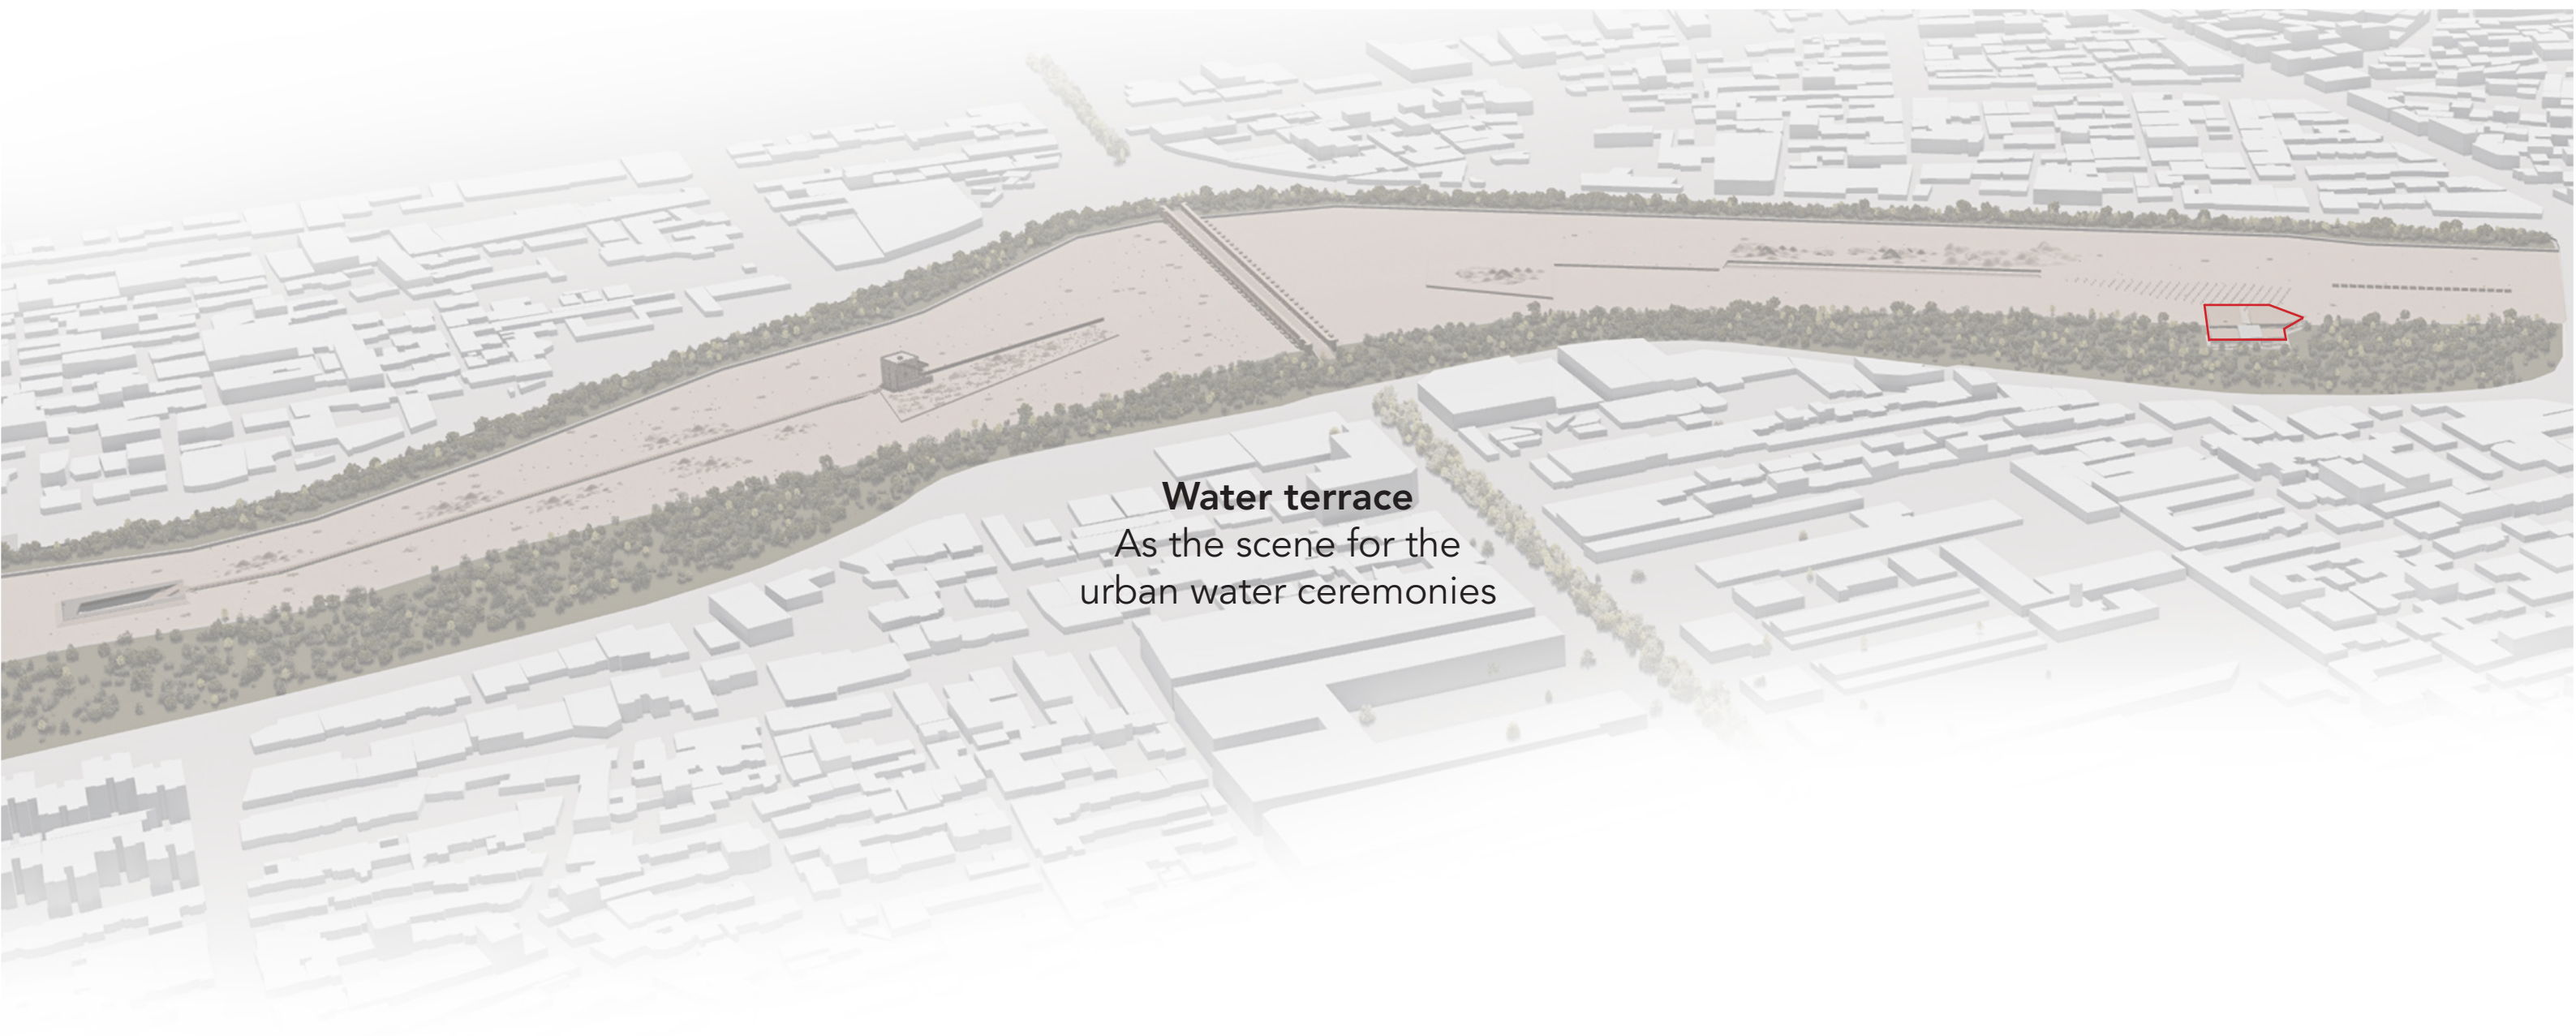 Water terrace
As the scene for the
urban water ceremonies